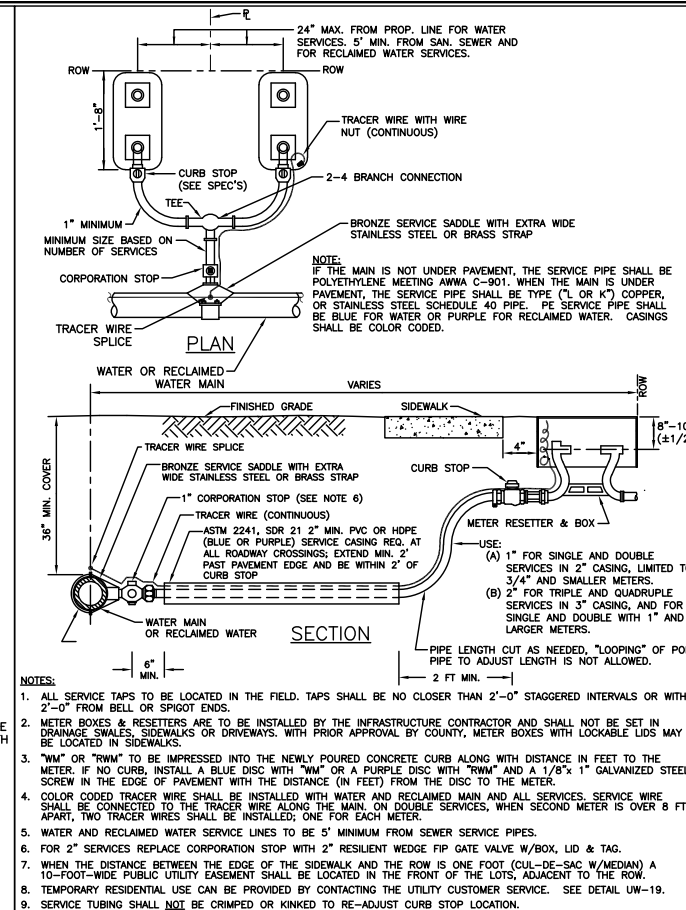 PL
24" MAX. FROM PROP. LINE FOR WATER
SERVICES. 5' MIN. FROM SAN. SEWER AND
FOR RECLAIMED WATER SERVICES.
ROW
ROW
1'-8"
TRACER WIRE WITH WIRE
NUT (CONTINUOUS)
CURB STOP
(SEE SPEC'S)
2-4 BRANCH CONNECTION
TEE
1" MINIMUM
MINIMUM SIZE BASED ON
NUMBER OF SERVICES
BRONZE SERVICE SADDLE WITH EXTRA WIDE
STAINLESS STEEL OR BRASS STRAP
CORPORATION STOP
NOTE:
IF THE MAIN IS NOT UNDER PAVEMENT, THE SERVICE PIPE SHALL BE
POLYETHYLENE MEETING AWWA C-901. WHEN THE MAIN IS UNDER
PAVEMENT, THE SERVICE PIPE SHALL BE TYPE ("L OR K") COPPER,
OR STAINLESS STEEL SCHEDULE 40 PIPE. PE SERVICE PIPE SHALL
BE BLUE FOR WATER OR PURPLE FOR RECLAIMED WATER. CASINGS
SHALL BE COLOR CODED.
TRACER WIRE
SPLICE
PLAN
WATER OR RECLAIMED
WATER MAIN
VARIES
ROW
FINISHED GRADE
SIDEWALK
8"-10
(±1/2
4"
36" MIN. COVER
TRACER WIRE SPLICE
BRONZE SERVICE SADDLE WITH EXTRA
WIDE STAINLESS STEEL OR BRASS STRAP
CURB STOP
1" CORPORATION STOP (SEE NOTE 6)
TRACER WIRE (CONTINUOUS)
METER RESETTER & BOX
ASTM 2241, SDR 21 2" MIN. PVC OR HDPE
(BLUE OR PURPLE) SERVICE CASING REQ. AT
ALL ROADWAY CROSSINGS; EXTEND MIN. 2'
PAST PAVEMENT EDGE AND BE WITHIN 2' OF
CURB STOP
USE:
(A) 1" FOR SINGLE AND DOUBLE
SERVICES IN 2" CASING, LIMITED TO
3/4" AND SMALLER METERS.
(B) 2" FOR TRIPLE AND QUADRUPLE
SERVICES IN 3" CASING, AND FOR
SINGLE AND DOUBLE WITH 1" AND
LARGER METERS.
WATER MAIN
OR RECLAIMED WATER
SECTION
PIPE LENGTH CUT AS NEEDED, "LOOPING" OF PO
PIPE TO ADJUST LENGTH IS NOT ALLOWED.
6"
MIN.
2 FT MIN.
NOTES:
1. ALL SERVICE TAPS TO BE LOCATED IN THE FIELD. TAPS SHALL BE NO CLOSER THAN 2'-0" STAGGERED INTERVALS OR WITH
2'-0" FROM BELL OR SPIGOT ENDS.
E
H
2. METER BOXES & RESETTERS ARE TO BE INSTALLED BY THE INFRASTRUCTURE CONTRACTOR AND SHALL NOT BE SET IN
DRAINAGE SWALES, SIDEWALKS OR DRIVEWAYS. WITH PRIOR APPROVAL BY COUNTY, METER BOXES WITH LOCKABLE LIDS MAY
BE LOCATED IN SIDEWALKS.
3. "WM" OR "RWM" TO BE IMPRESSED INTO THE NEWLY POURED CONCRETE CURB ALONG WITH DISTANCE IN FEET TO THE
METER. IF NO CURB, INSTALL A BLUE DISC WITH "WM" OR A PURPLE DISC WITH "RWM" AND A 1/8"x 1" GALVANIZED STEEL
SCREW IN THE EDGE OF PAVEMENT WITH THE DISTANCE (IN FEET) FROM THE DISC TO THE METER.
4. COLOR CODED TRACER WIRE SHALL BE INSTALLED WITH WATER AND RECLAIMED MAIN AND ALL SERVICES. SERVICE WIRE
SHALL BE CONNECTED TO THE TRACER WIRE ALONG THE MAIN. ON DOUBLE SERVICES, WHEN SECOND METER IS OVER 8 FT
APART, TWO TRACER WIRES SHALL BE INSTALLED; ONE FOR EACH METER.
5. WATER AND RECLAIMED WATER SERVICE LINES TO BE 5' MINIMUM FROM SEWER SERVICE PIPES.
6. FOR 2" SERVICES REPLACE CORPORATION STOP WITH 2" RESILIENT WEDGE FIP GATE VALVE W/BOX, LID & TAG.
7. WHEN THE DISTANCE BETWEEN THE EDGE OF THE SIDEWALK AND THE ROW IS ONE FOOT (CUL-DE-SAC W/MEDIAN) A
10-FOOT-WIDE PUBLIC UTILITY EASEMENT SHALL BE LOCATED IN THE FRONT OF THE LOTS, ADJACENT TO THE ROW.
8. TEMPORARY RESIDENTIAL USE CAN BE PROVIDED BY CONTACTING THE UTILITY CUSTOMER SERVICE. SEE DETAIL UW-19.
9. SERVICE TUBING SHALL NOT BE CRIMPED OR KINKED TO RE-ADJUST CURB STOP LOCATION.